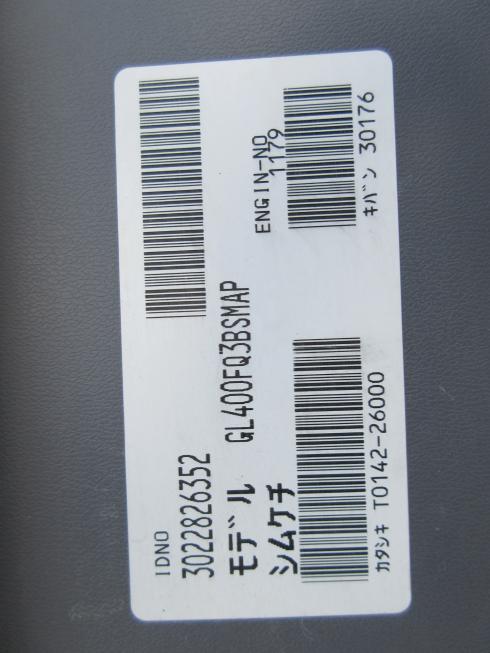 IDNO
3022826352
モデル GL400FQ3BSMAP
シムケチ
ENGIN-NO
1179
カタシキ T0142-26000
キバン 30176